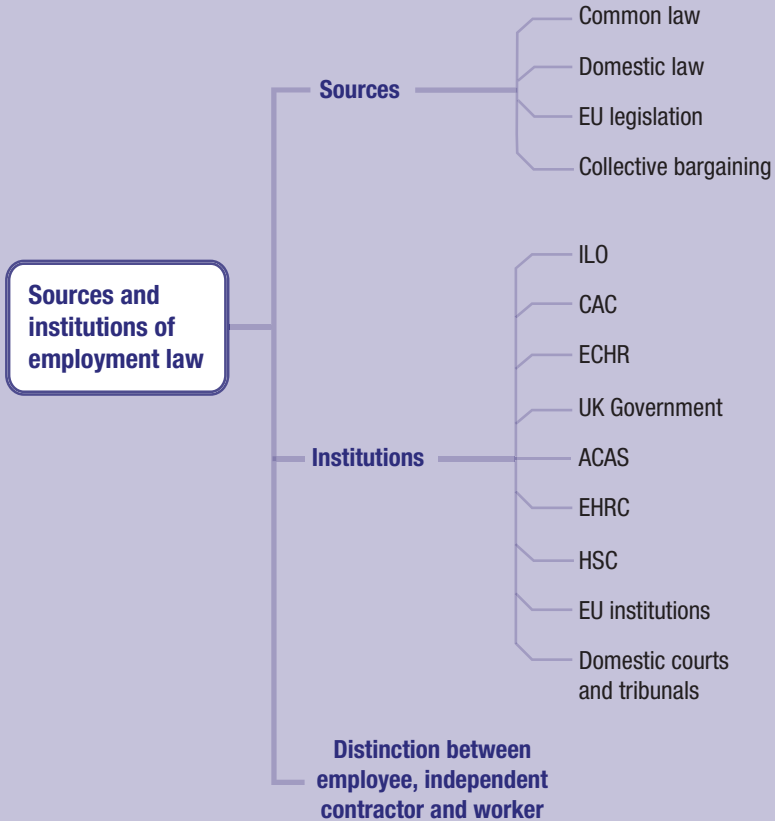 Sources and
institutions of
employment law
Sources
Common law
Domestic law
EU legislation
Collective bargaining
Institutions
ILO
CAC
ECHR
UK Government
ACAS
EHRC
HSC
EU institutions
Domestic courts
and tribunals
Distinction between
employee, independent
contractor and worker